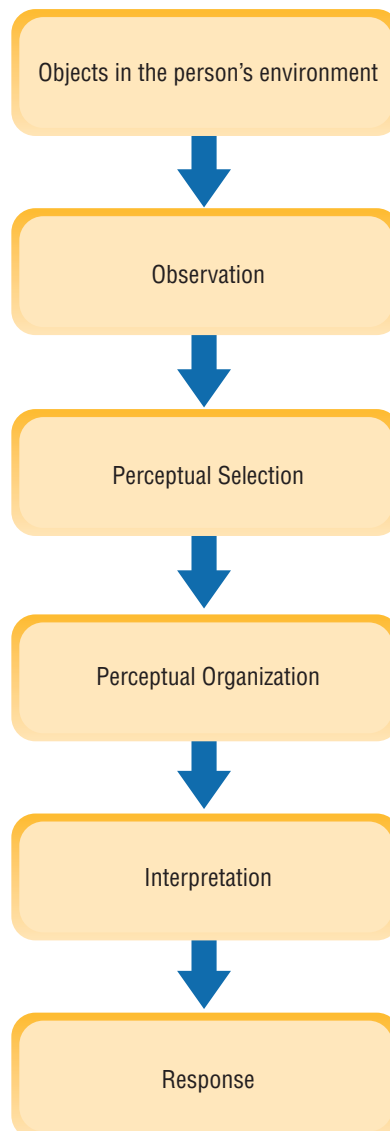 Objects in the person’s environment
Observation
Perceptual Selection
Perceptual Organization
Interpretation
Response